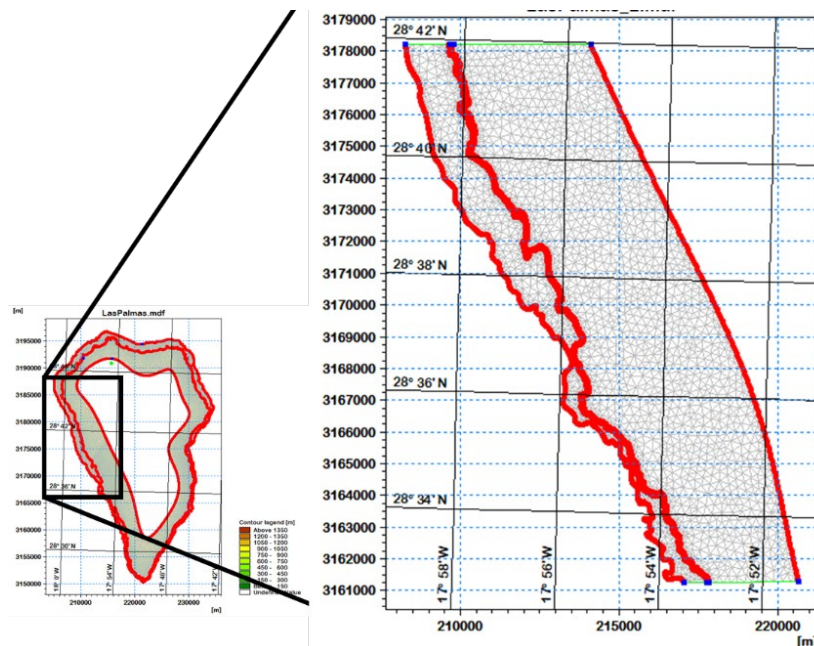 3179000
28° 42' N
3178000
3177000
3176000
3175000
28° 40' N
3174000
3173000
3172000
28° 38' N
3171000
3170000
3169000
3168000
28° 36' N
3167000
3166000
3165000
3164000
28° 34' N
3163000
3162000
3161000
17° 58' W
17° 56' W
17° 54' W
17° 52' W
210000
215000
220000
[m]
LasPalmas.mdf
[m]
3195000
3190000
3185000
3180000
28° 42' N
3175000
3170000
28° 36' N
3165000
3160000
3155000
28° 30' N
3150000
17° 54' W
17° 48' W
17° 42' W
210000
220000
230000
[m]
Contour legend [m]
Above 1350
1200 - 1350
1050 - 1200
900 - 1050
750 - 900
600 - 750
450 - 600
300 - 450
150 - 300